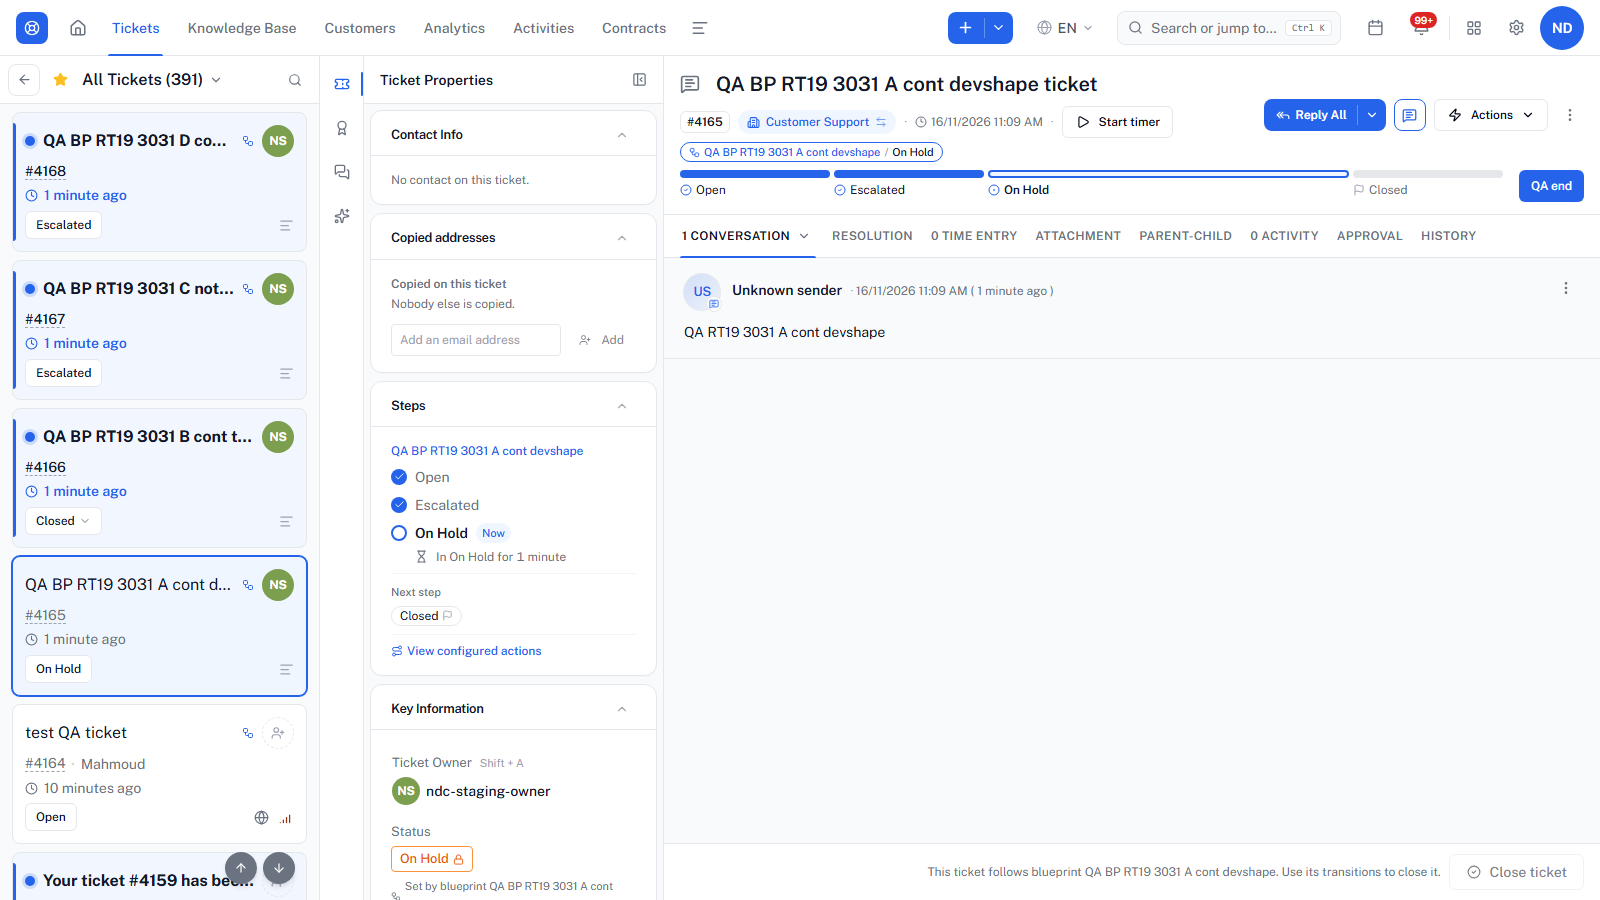 Tickets
Knowledge Base
Customers
Analytics
Activities
Contracts
EN
Search or jump to...
Ctrl K
99+
ND
All Tickets (391)
QA BP RT19 3031 D co...
NS
#4168
1 minute ago
Escalated
QA BP RT19 3031 C not...
NS
#4167
1 minute ago
Escalated
QA BP RT19 3031 B cont t...
NS
#4166
1 minute ago
Closed
QA BP RT19 3031 A cont d...
NS
#4165
1 minute ago
On Hold
test QA ticket
#4164 · Mahmoud
10 minutes ago
Open
Your ticket #4159 has bee...
Ticket Properties
Contact Info
No contact on this ticket.
Copied addresses
Copied on this ticket
Nobody else is copied.
Add an email address
Add
Steps
QA BP RT19 3031 A cont devshape
Open
Escalated
On Hold Now
In On Hold for 1 minute
Next step
Closed
View configured actions
Key Information
Ticket Owner Shift + A
NS ndc-staging-owner
Status
On Hold
Set by blueprint QA BP RT19 3031 A cont
QA BP RT19 3031 A cont devshape ticket
#4165
Customer Support
· 16/11/2026 11:09 AM ·
Start timer
Reply All
Actions
QA BP RT19 3031 A cont devshape / On Hold
Open
Escalated
On Hold
Closed
QA end
1 CONVERSATION
RESOLUTION
0 TIME ENTRY
ATTACHMENT
PARENT-CHILD
0 ACTIVITY
APPROVAL
HISTORY
US
Unknown sender · 16/11/2026 11:09 AM ( 1 minute ago )
QA RT19 3031 A cont devshape
This ticket follows blueprint QA BP RT19 3031 A cont devshape. Use its transitions to close it.
Close ticket